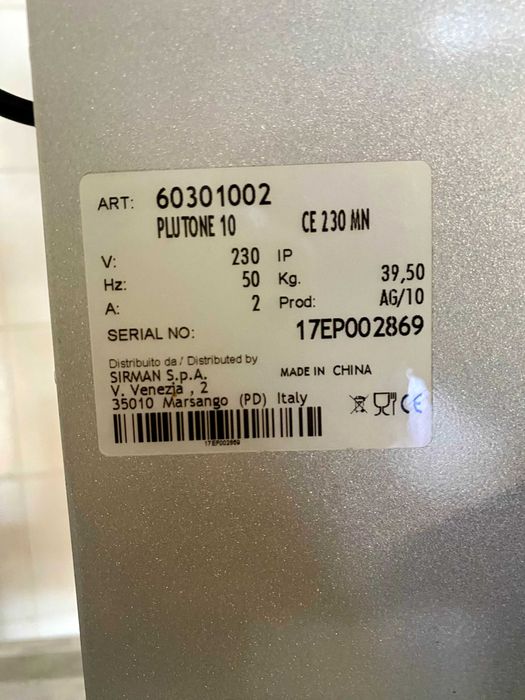 ART: 60301002
PLUTONE 10 CE 230 MN
V: 230 IP
Hz: 50 Kg. 39,50
A: 2 Prod: AG/10
SERIAL NO: 17EP002869
Distribuito da / Distributed by
SIRMAN S.p.A. MADE IN CHINA
V. Venezia , 2
35010 Marsango (PD) Italy CE
17EP002869